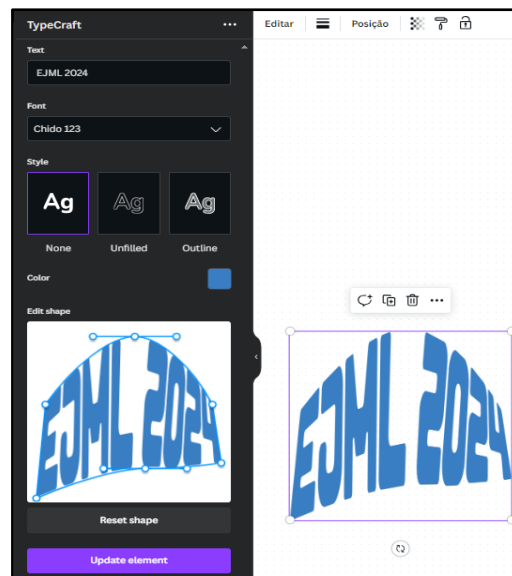 TypeCraft
Editar
Posição
Text
EJML 2024
Font
Chido 123
Style
Ag Ag Ag
None Unfilled Outline
Color
Edit shape
EJML 2024
EJML 2024
Reset shape
Update element